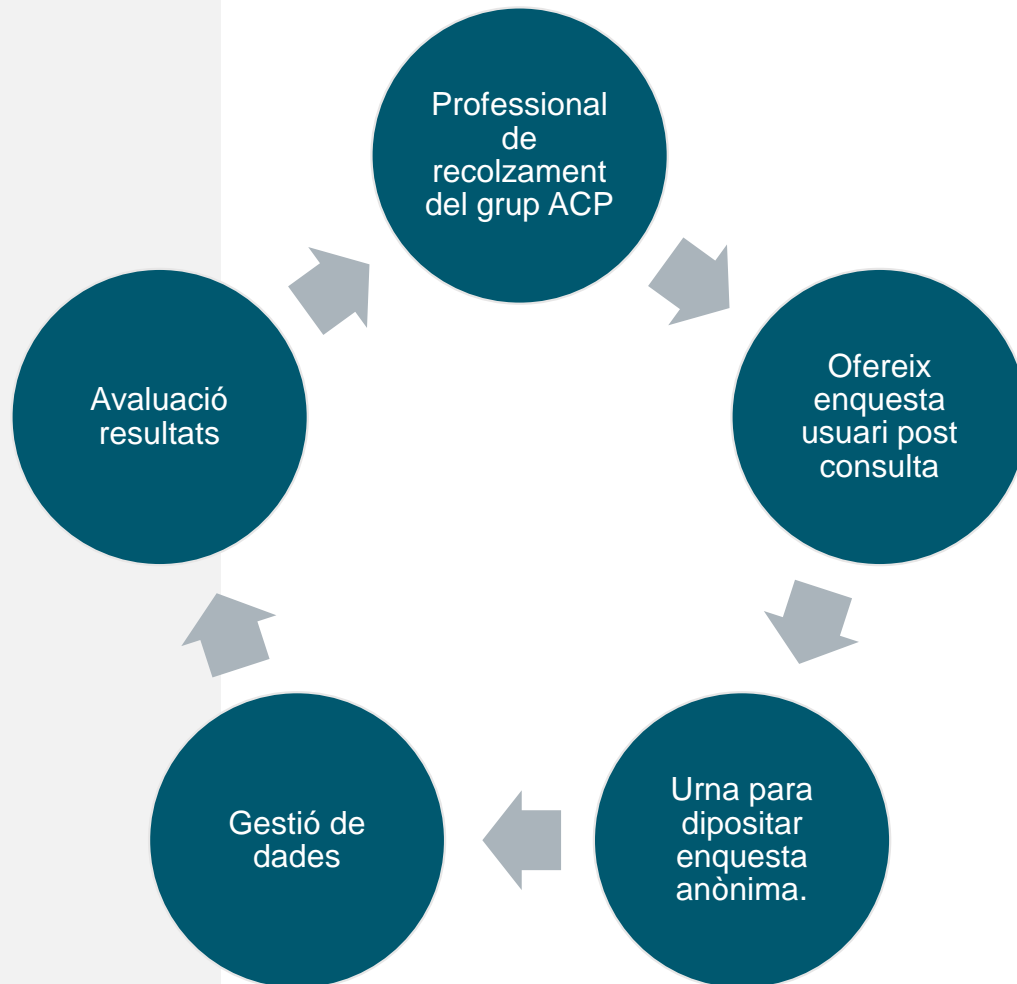 Professional
de
recolzament
del grup ACP
Ofereix
enquesta
usuari post
consulta
Urna para
dipositar
enquesta
anònima.
Gestió de
dades
Avaluació
resultats